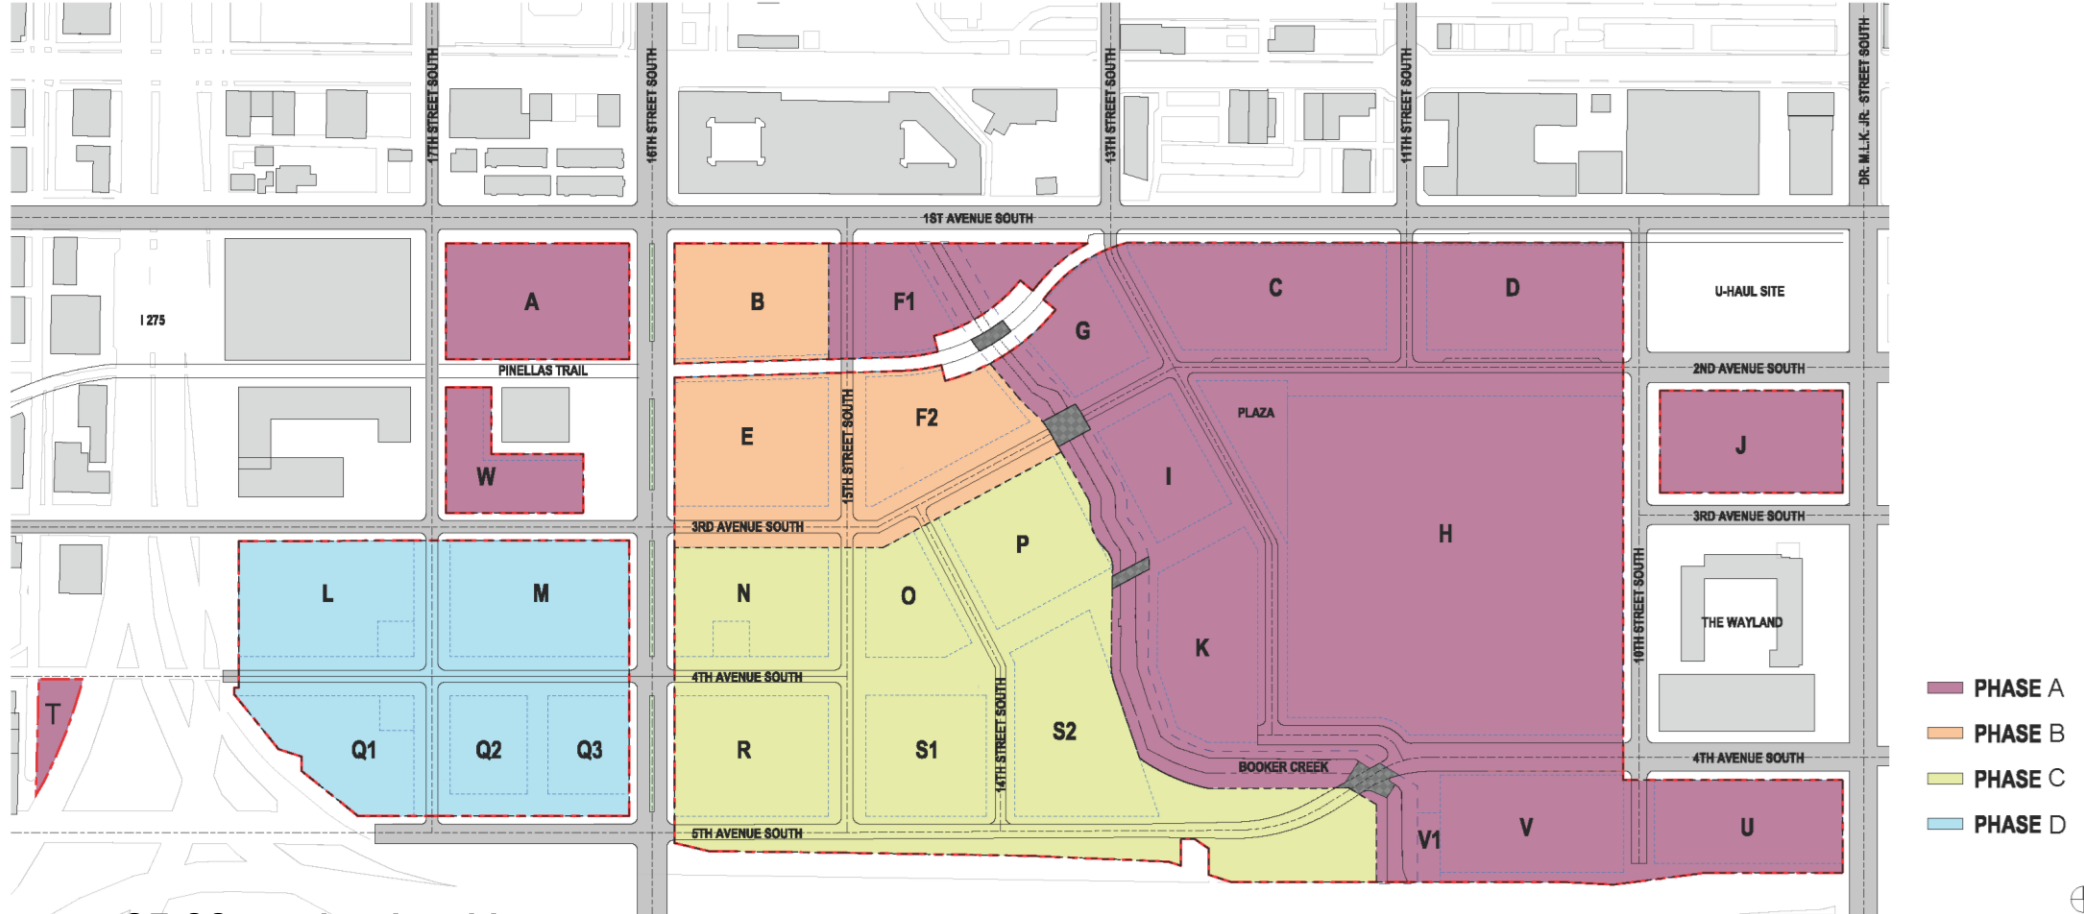 17TH STREET SOUTH
16TH STREET SOUTH
13TH STREET SOUTH
11TH STREET SOUTH
DR. M.L.K. JR. STREET SOUTH
1ST AVENUE SOUTH
I 275
A
B
F1
G
C
D
U-HAUL SITE
PINELLAS TRAIL
2ND AVENUE SOUTH
W
E
15TH STREET SOUTH
F2
I
PLAZA
H
J
3RD AVENUE SOUTH
3RD AVENUE SOUTH
L
M
N
O
P
K
10TH STREET SOUTH
THE WAYLAND
4TH AVENUE SOUTH
T
Q1
Q2
Q3
R
S1
14TH STREET SOUTH
S2
BOOKER CREEK
4TH AVENUE SOUTH
5TH AVENUE SOUTH
V1
V
U
PHASE A
PHASE B
PHASE C
PHASE D